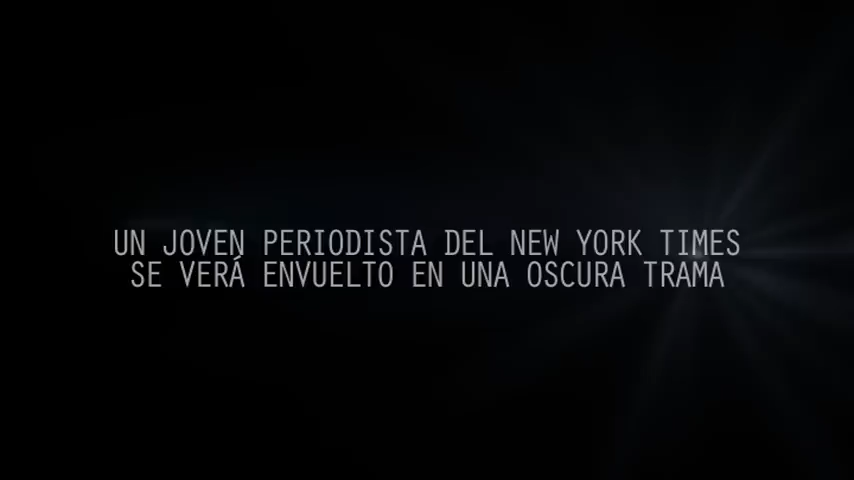 UN JOVEN PERIODISTA DEL NEW YORK TIMES
SE VERÁ ENVUELTO EN UNA OSCURA TRAMA